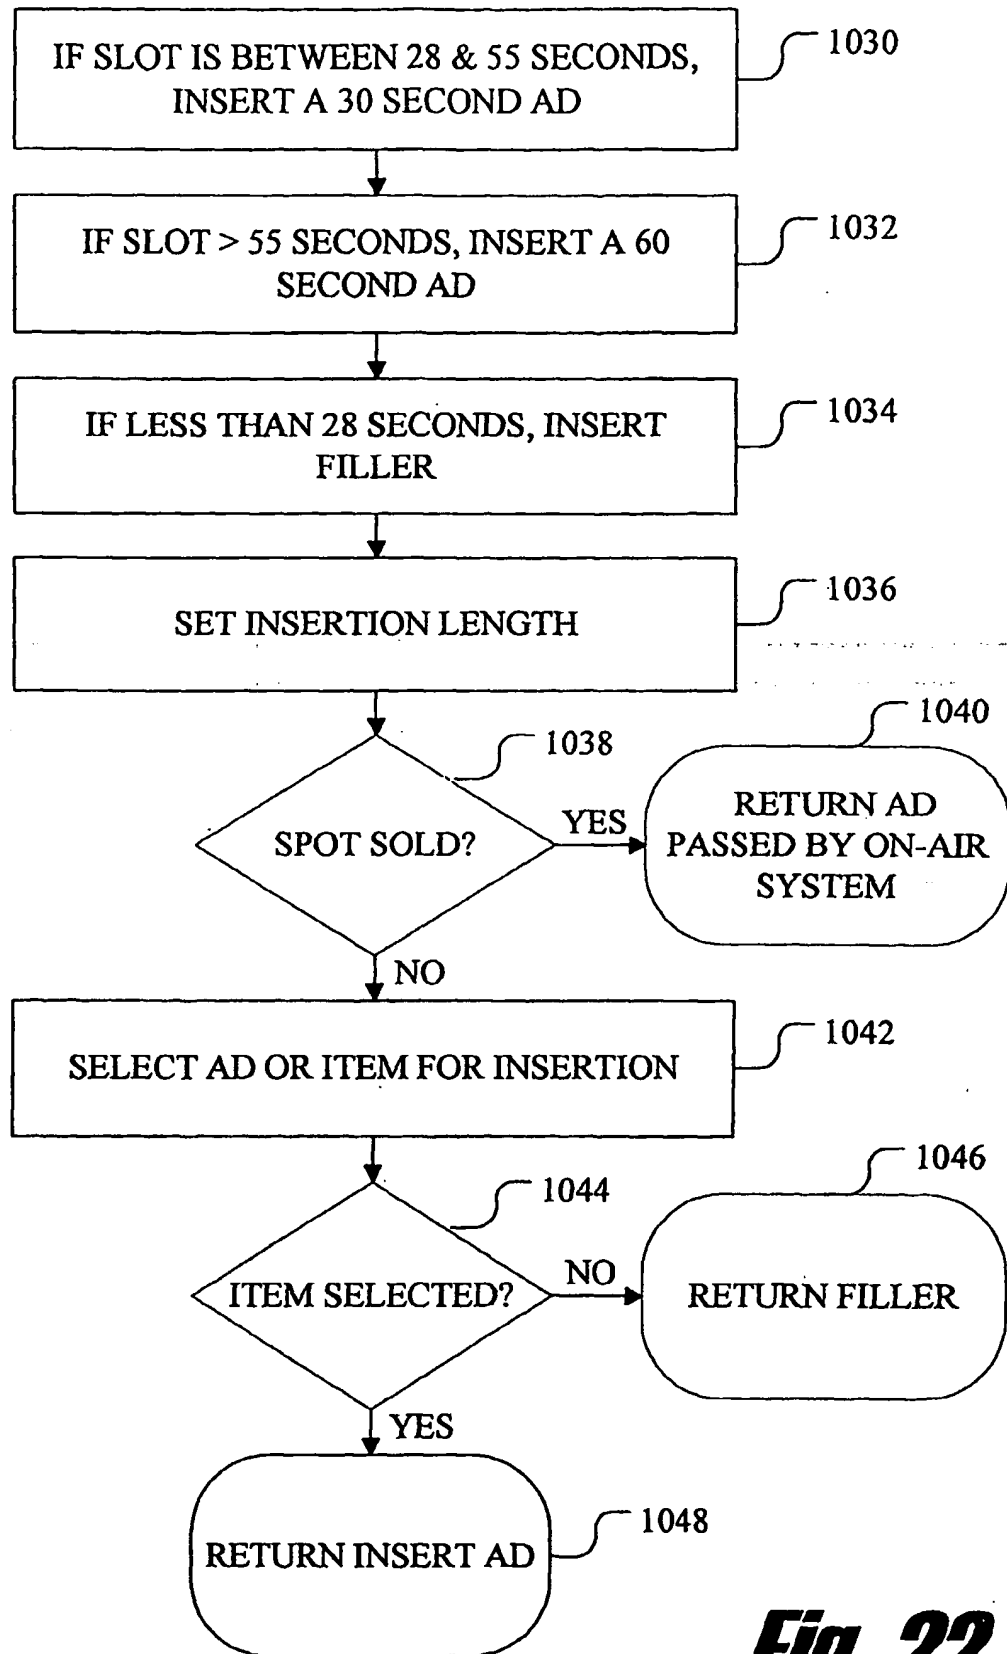 IF SLOT IS BETWEEN 28 & 55 SECONDS,
INSERT A 30 SECOND AD
1030
IF SLOT > 55 SECONDS, INSERT A 60
SECOND AD
1032
IF LESS THAN 28 SECONDS, INSERT
FILLER
1034
SET INSERTION LENGTH
1036
SPOT SOLD?
1038
YES
RETURN AD
PASSED BY ON-AIR
SYSTEM
1040
NO
SELECT AD OR ITEM FOR INSERTION
1042
ITEM SELECTED?
1044
NO
RETURN FILLER
1046
YES
RETURN INSERT AD
1048
Fig. 22